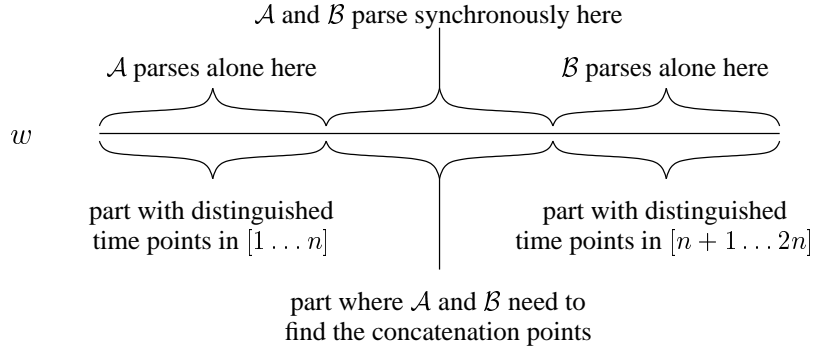 𝒜 and ℬ parse synchronously here
𝒜 parses alone here
ℬ parses alone here
w
part with distinguished
time points in [1 … n]
part with distinguished
time points in [n + 1 … 2n]
part where 𝒜 and ℬ need to
find the concatenation points